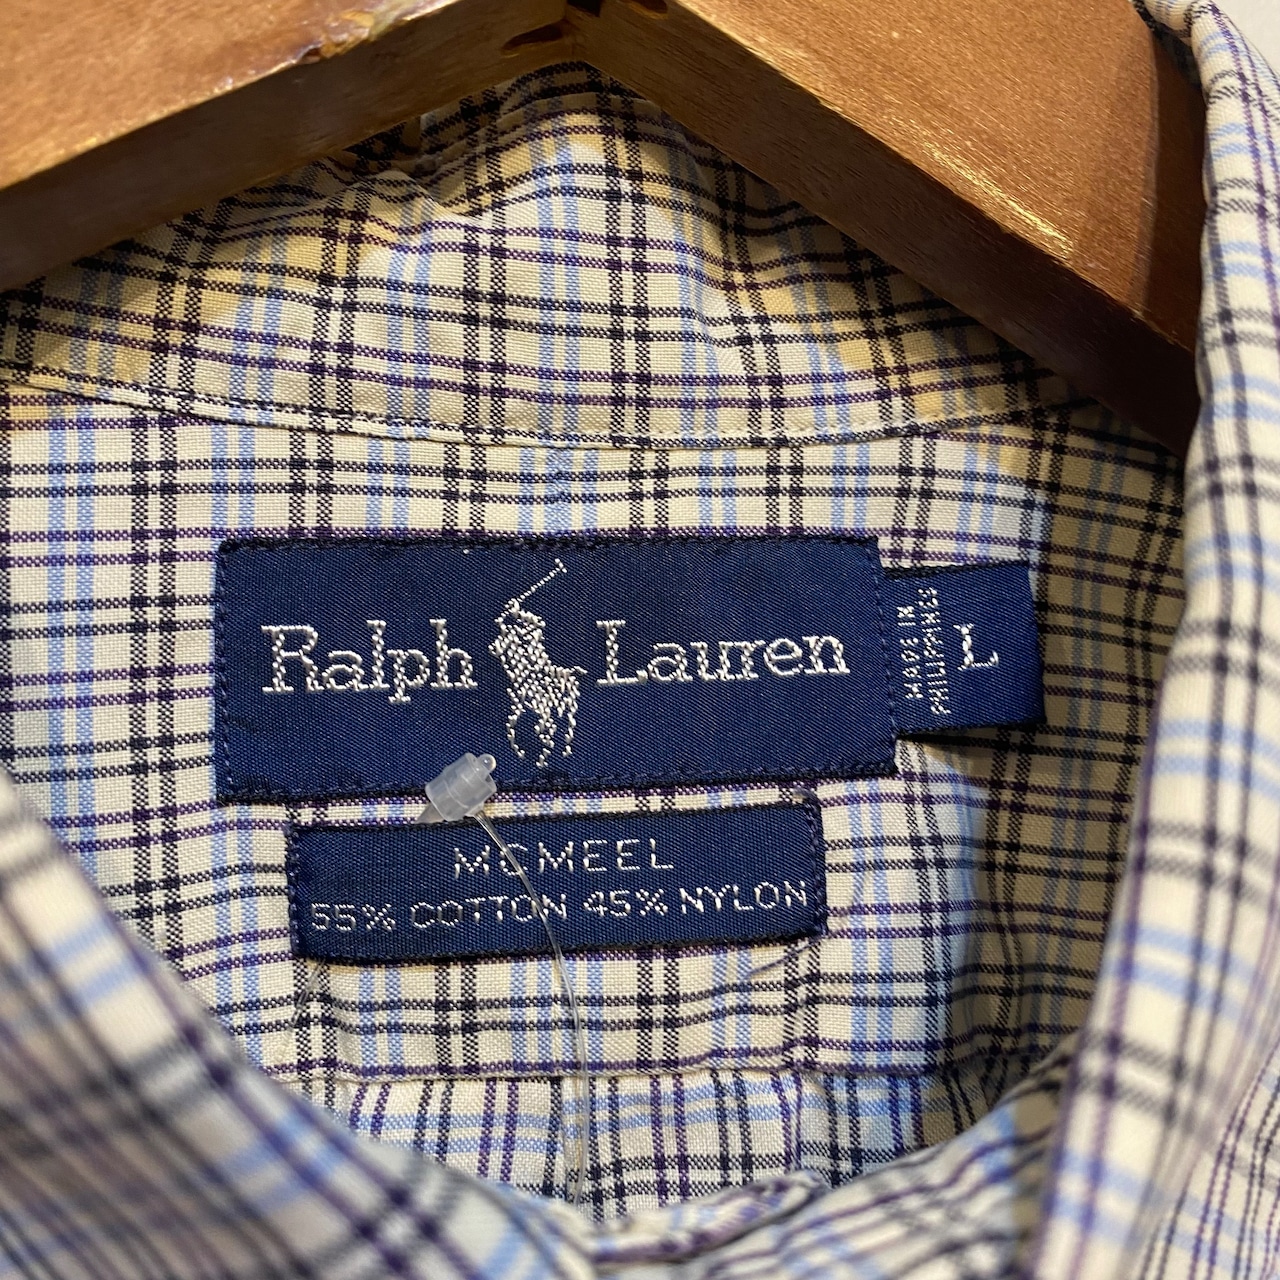 Ralph Lauren
MADE IN
PHILIPPINES
L
MCMEEL
55% COTTON 45% NYLON